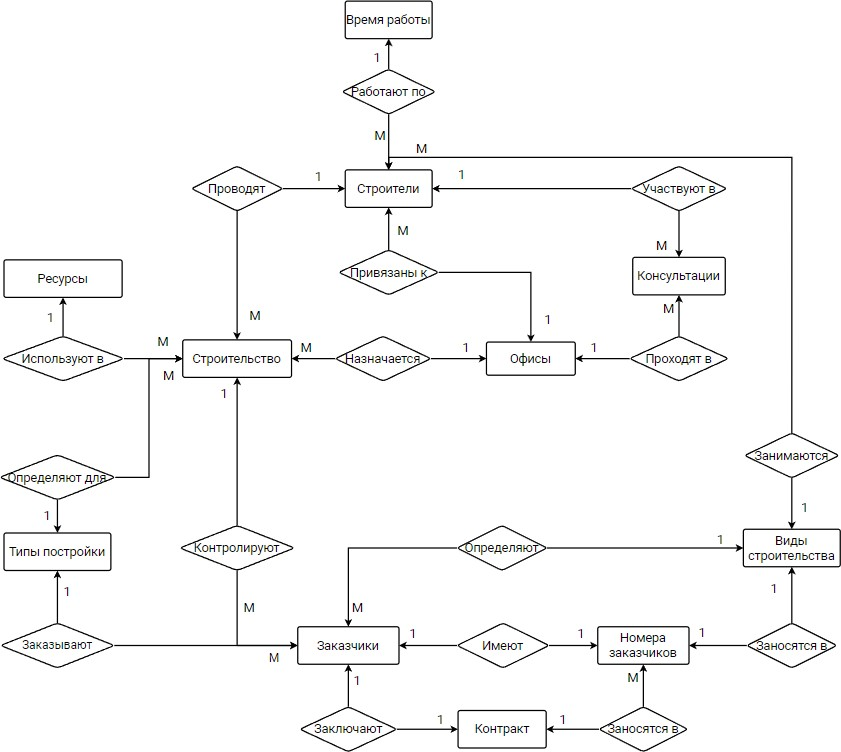 Время работы
1
Работают по
М
М
Проводят
1
Строители
1
Участвуют в
М
М
Ресурсы
Привязаны к
Консультации
1
М
М
1
Используют в
М
М
Строительство
М
Назначается
1
Офисы
1
Проходят в
1
Определяют для
1
Занимаются
1
Типы постройки
Контролируют
Определяют
1
Виды
строительства
1
М
М
1
Заказывают
М
Заказчики
1
Имеют
1
Номера
заказчиков
1
Заносятся в
1
М
Заключают
1
Контракт
1
Заносятся в